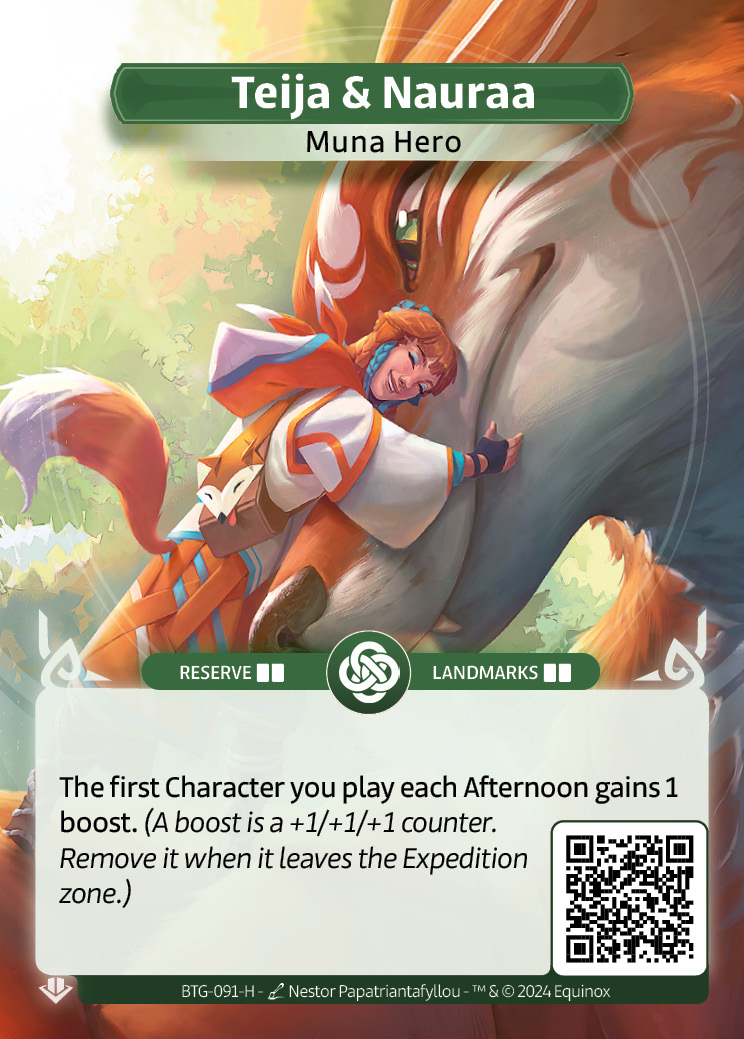 Teija & Nauraa
Muna Hero
RESERVE
LANDMARKS
The first Character you play each Afternoon gains 1
boost. (A boost is a +1/+1/+1 counter.
Remove it when it leaves the Expedition
zone.)
BTG-091-H - Nestor Papatriantafyllou - ™ & © 2024 Equinox